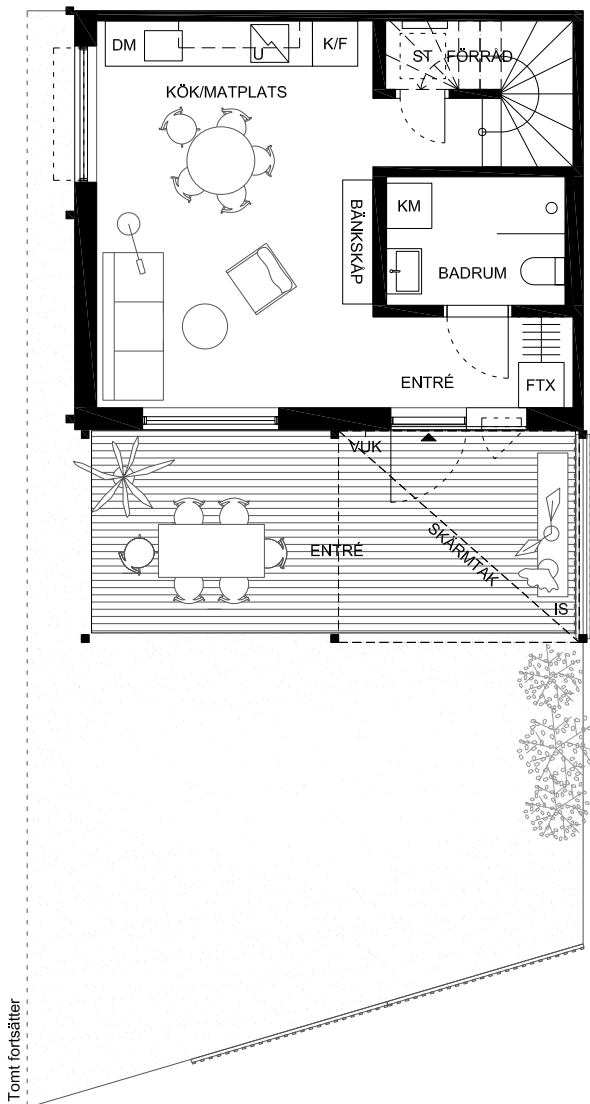 DM
U
K/F
ST
FÖRRÅD
KÖK/MATPLATS
BÄNKSKÅP
KM
BADRUM
ENTRÉ
FTX
VUK
ENTRÉ
SKÄRMTAK
IS
Tomt fortsätter